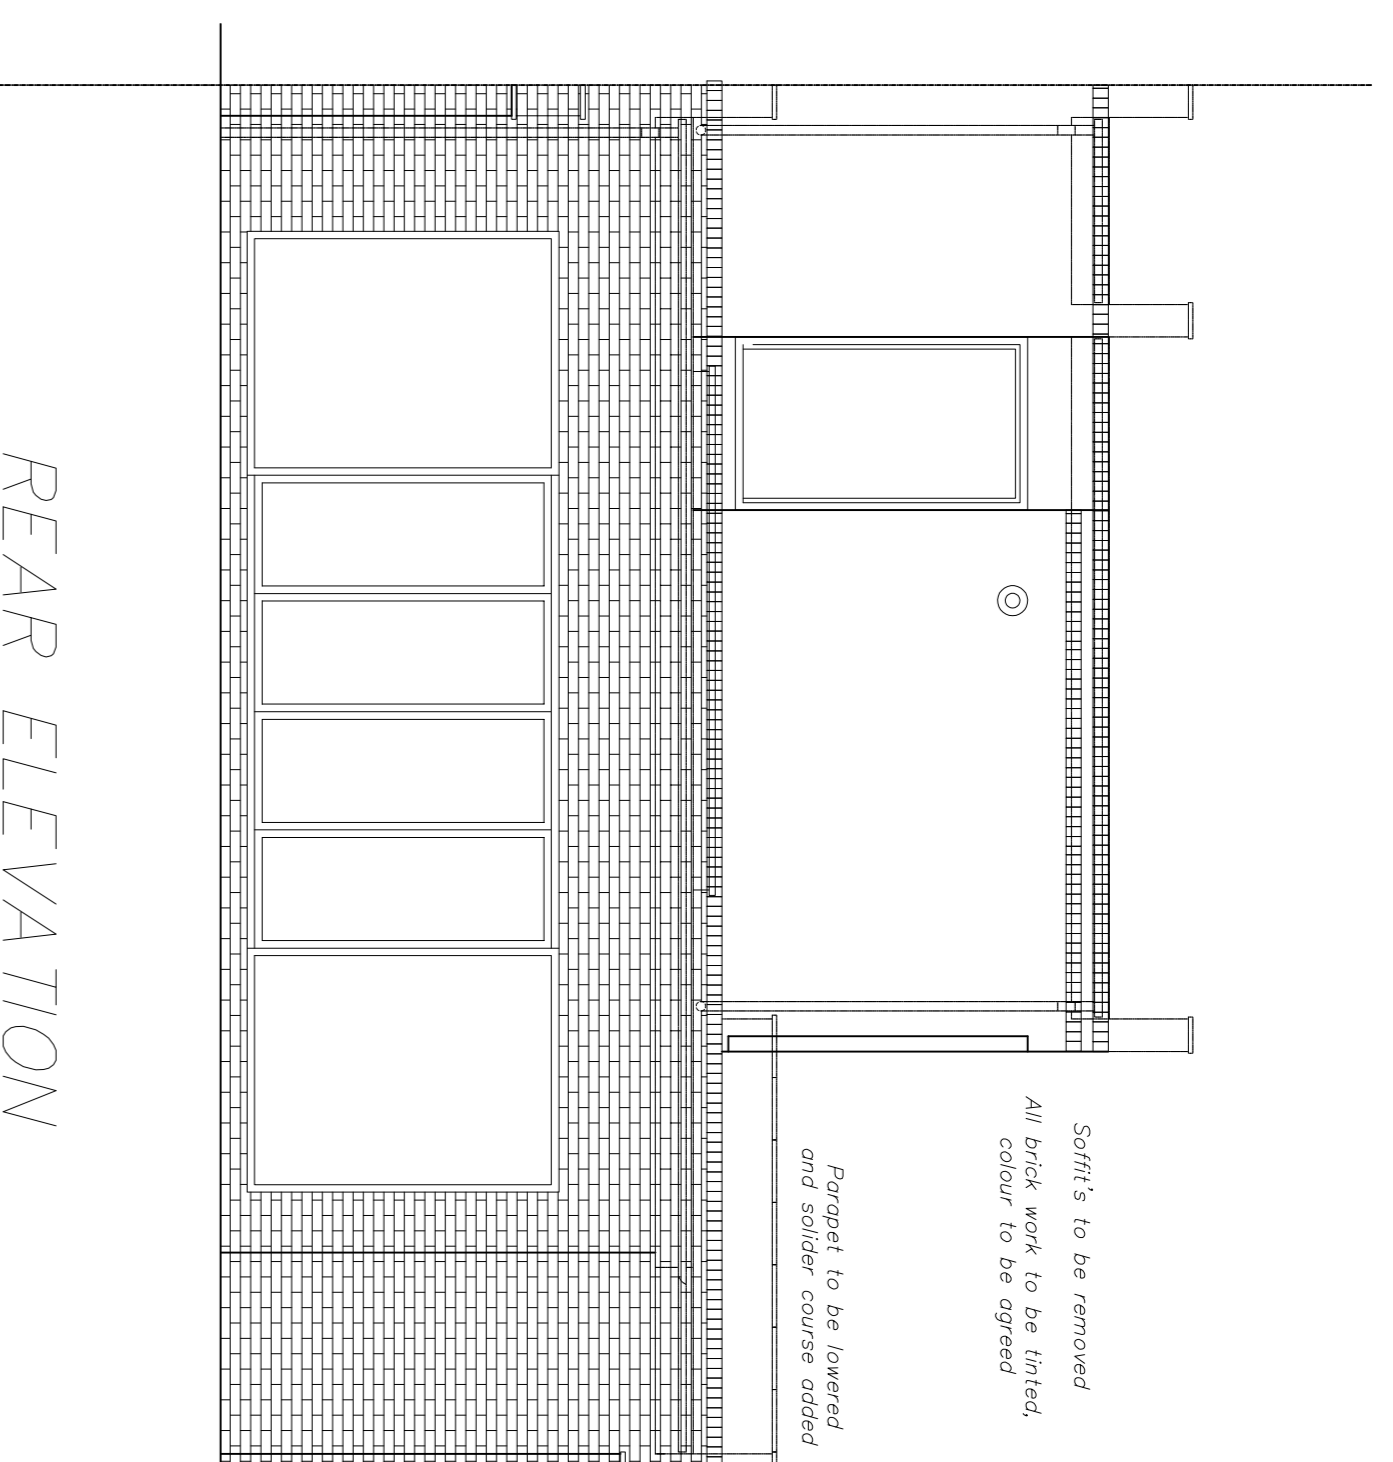 Soffit's to be removed
All brick work to be tinted,
colour to be agreed
Parapet to be lowered
and solider course added
REAR ELEVATION